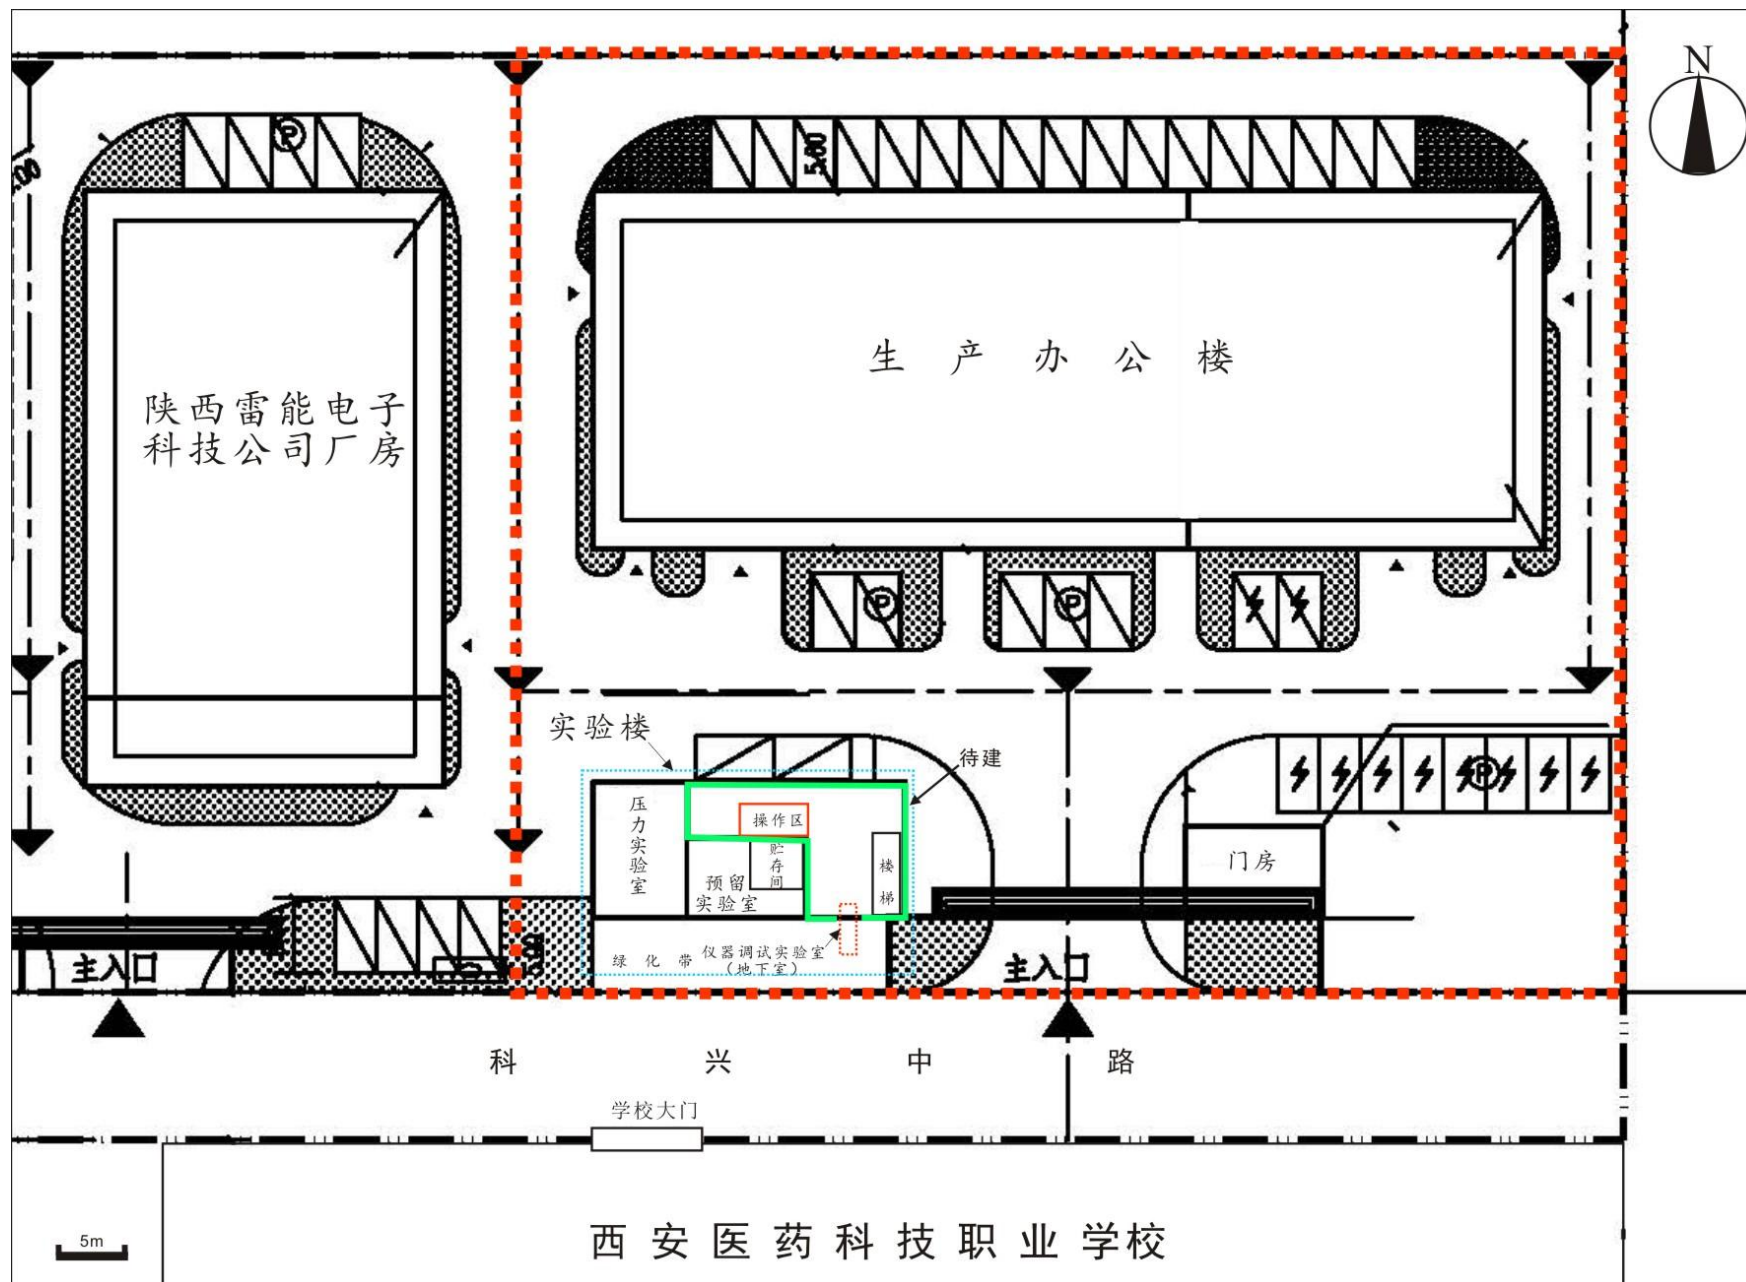 N
P
5.60
生产办公楼
陕西雷能电子
科技公司厂房
P
P
实验楼
待建
压力实验室
操作区
贮存间
预留
实验室
楼梯
P
门房
绿化带
仪器调试实验室
（地下室）
主入口
主入口
科兴中路
学校大门
5m
西安医药科技职业学校